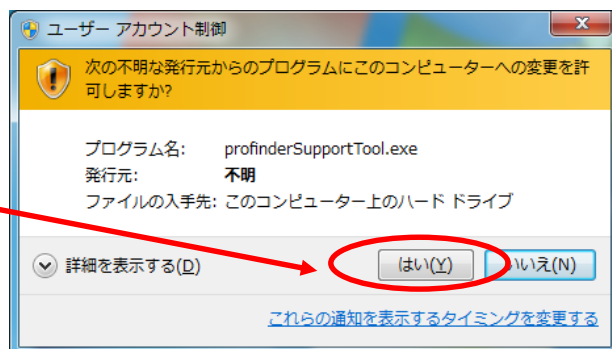 ユーザー アカウント制御
次の不明な発行元からのプログラムにこのコンピューターへの変更を許
可しますか?
プログラム名: profinderSupportTool.exe
発行元: 不明
ファイルの入手先: このコンピューター上のハード ドライブ
詳細を表示する(D) はい(Y) いいえ(N)
これらの通知を表示するタイミングを変更する